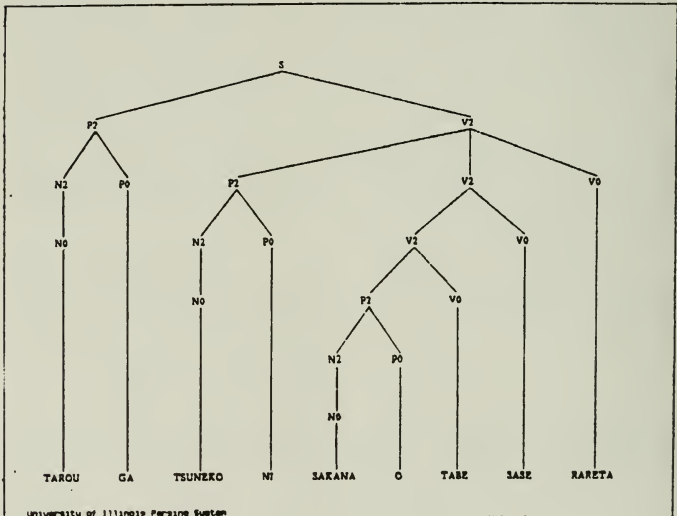 S
P2 V2
N2 P0 P2 V2 V0
N0 N2 P0 V2 V0
N0 P2 V0
N2 P0
N0
TAROU GA TSUNEKO NI SAKANA O TABE SASE RARETA
University of Illinois Parsing System